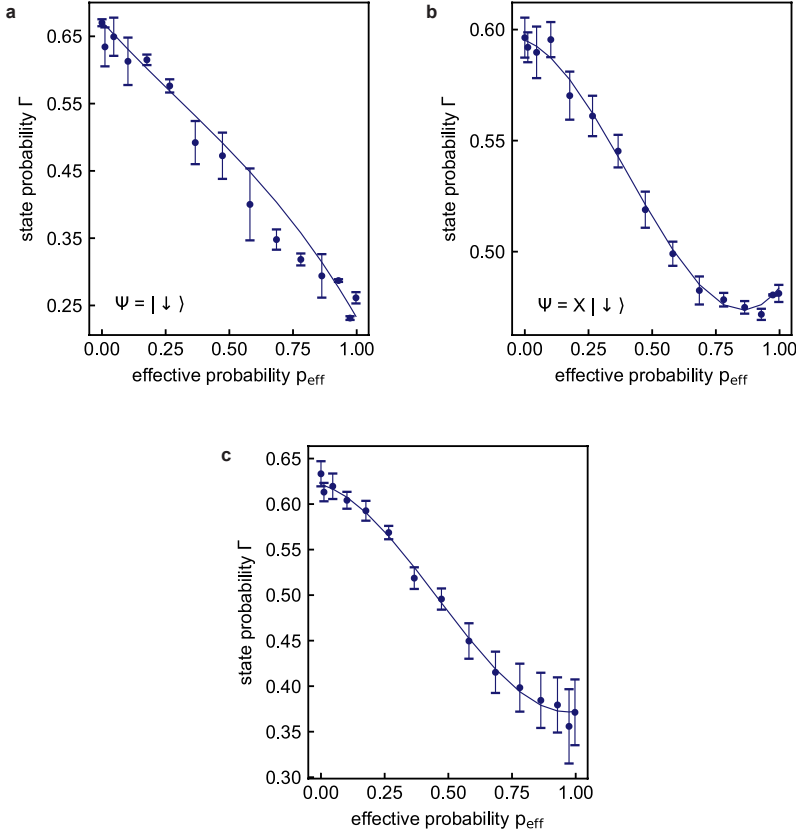 a
0.65
0.55
0.45
0.35
0.25
state probability Γ
Ψ = | ↓ ⟩
0.00 0.25 0.50 0.75 1.00
effective probability p_eff
b
0.60
0.55
0.50
state probability Γ
Ψ = X | ↓ ⟩
0.00 0.25 0.50 0.75 1.00
effective probability p_eff
c
0.65
0.60
0.55
0.50
0.45
0.40
0.35
0.30
state probability Γ
0.00 0.25 0.50 0.75 1.00
effective probability p_eff